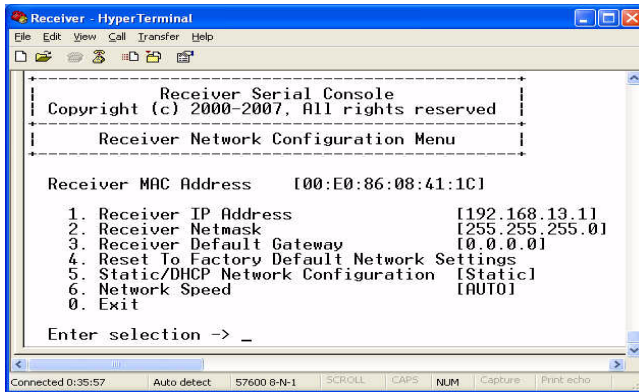 Receiver - HyperTerminal
File Edit View Call Transfer Help
Receiver Serial Console
Copyright (c) 2000-2007, All rights reserved
Receiver Network Configuration Menu
Receiver MAC Address [00:E0:86:08:41:1C]
1. Receiver IP Address [192.168.13.1]
2. Receiver Netmask [255.255.255.0]
3. Receiver Default Gateway [0.0.0.0]
4. Reset To Factory Default Network Settings
5. Static/DHCP Network Configuration [Static]
6. Network Speed [AUTO]
0. Exit
Enter selection -> _
Connected 0:35:57 Auto detect 57600 8-N-1 SCROLL CAPS NUM Capture Print echo